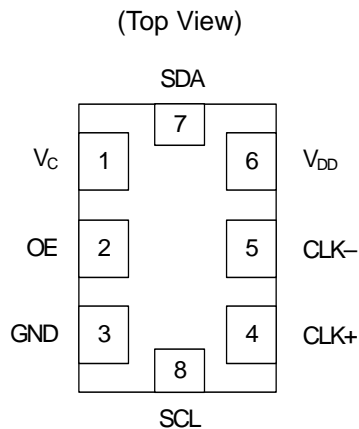 (Top View)
SDA
7
VC 1 6 VDD
OE 2 5 CLK–
GND 3 4 CLK+
8
SCL